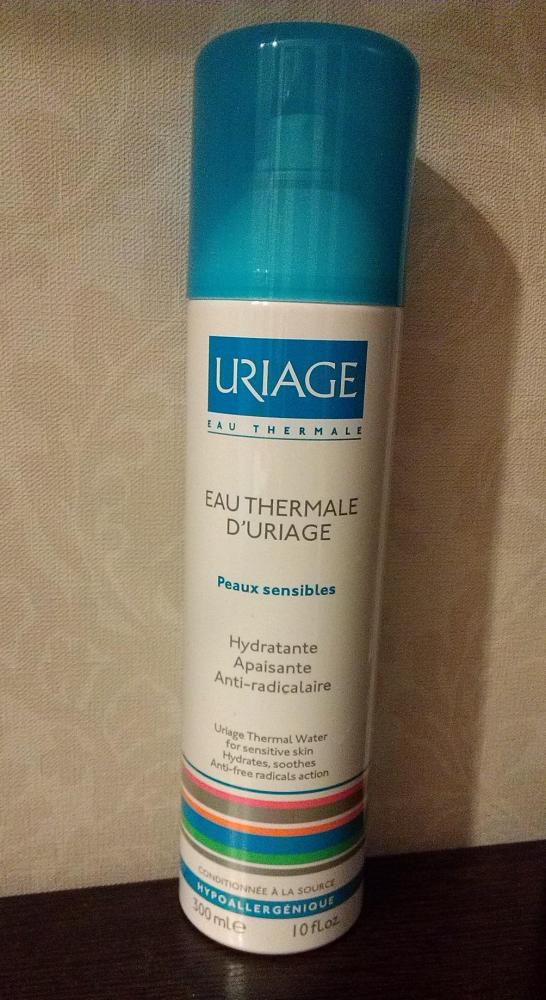 URIAGE
EAU THERMALE
EAU THERMALE
D'URIAGE
Peaux sensibles
Hydratante
Apaisante
Anti-radicalaire
Uriage Thermal Water
for sensitive skin
Hydrates, soothes
Anti-free radicals action
CONDITIONNÉE À LA SOURCE
HYPOALLERGÉNIQUE
300 ml e 10 fl.oz.